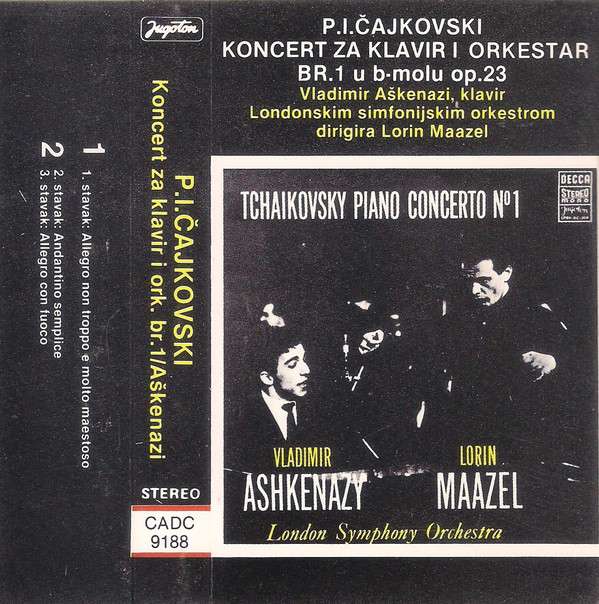 Jugoton
P.I.ČAJKOVSKI
KONCERT ZA KLAVIR I ORKESTAR
BR.1 u b-molu op.23
Vladimir Aškenazi, klavir
Londonskim simfonijskim orkestrom
dirigira Lorin Maazel
DECCA
STEREO
mono
Jugoton
TCHAIKOVSKY PIANO CONCERTO Nº1
VLADIMIR
ASHKENAZY
LORIN
MAAZEL
London Symphony Orchestra
P.I.ČAJKOVSKI
Koncert za klavir i ork. br.1/Aškenazi
STEREO
CADC
9188
1
1. stavak: Allegro non troppo e molto maestoso
2
2. stavak: Andantino semplice
3. stavak: Allegro con fuoco